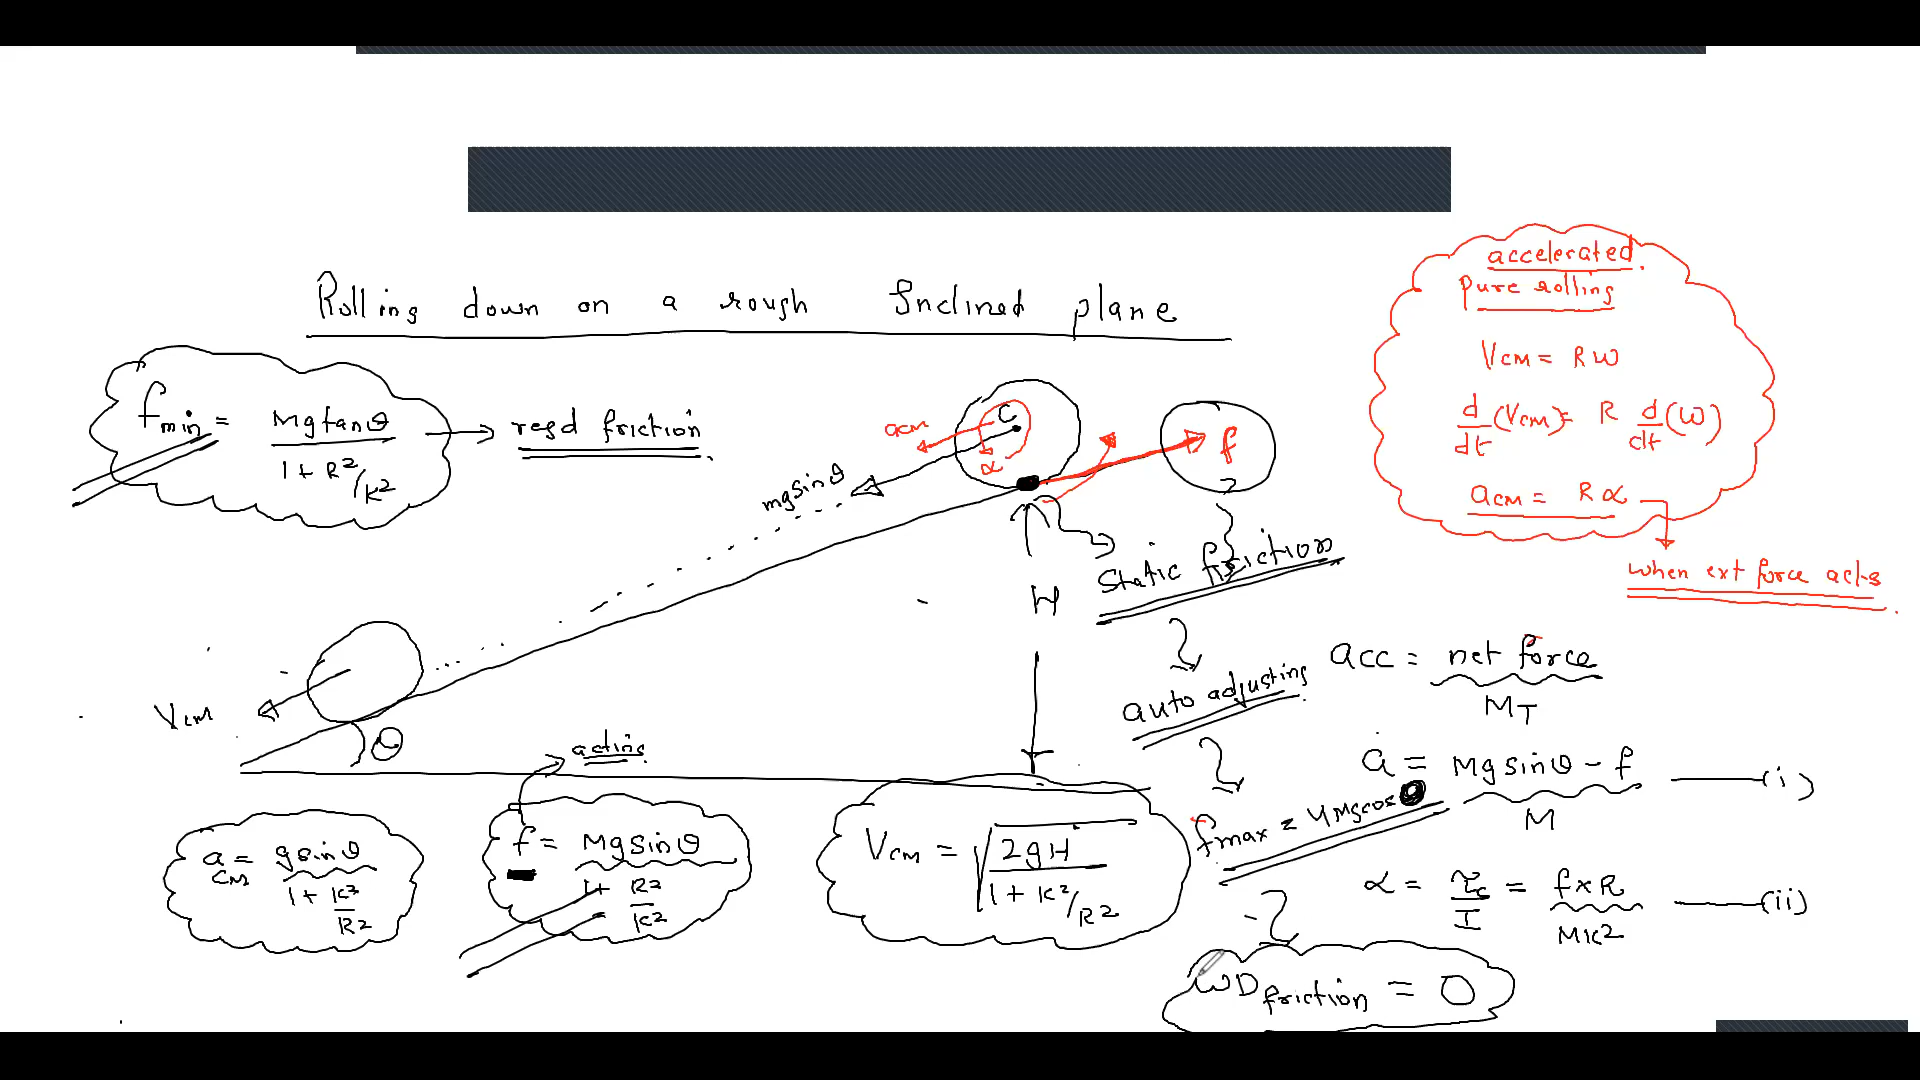 Rolling down on a rough Inclined plane
fmin = Mg tanθ / 1 + R²/K² → reqd friction
accelerated
pure rolling
Vcm = Rω
d/dt (Vcm) = R d/dt (ω)
acm = Rα
when ext force acts
C
acm
α
mg sinθ
f
static friction
H
auto adjusting
fmax = μMgcosθ
WD friction = 0
Vcm
θ
acting
acm = g sinθ / 1 + K²/R²
f = Mg sinθ / 1 + R²/K²
Vcm = √ 2gH / 1 + K²/R²
acc = net force / MT
a = Mg sinθ - f / M —(i)
α = τc / I = f×R / MK² —(ii)